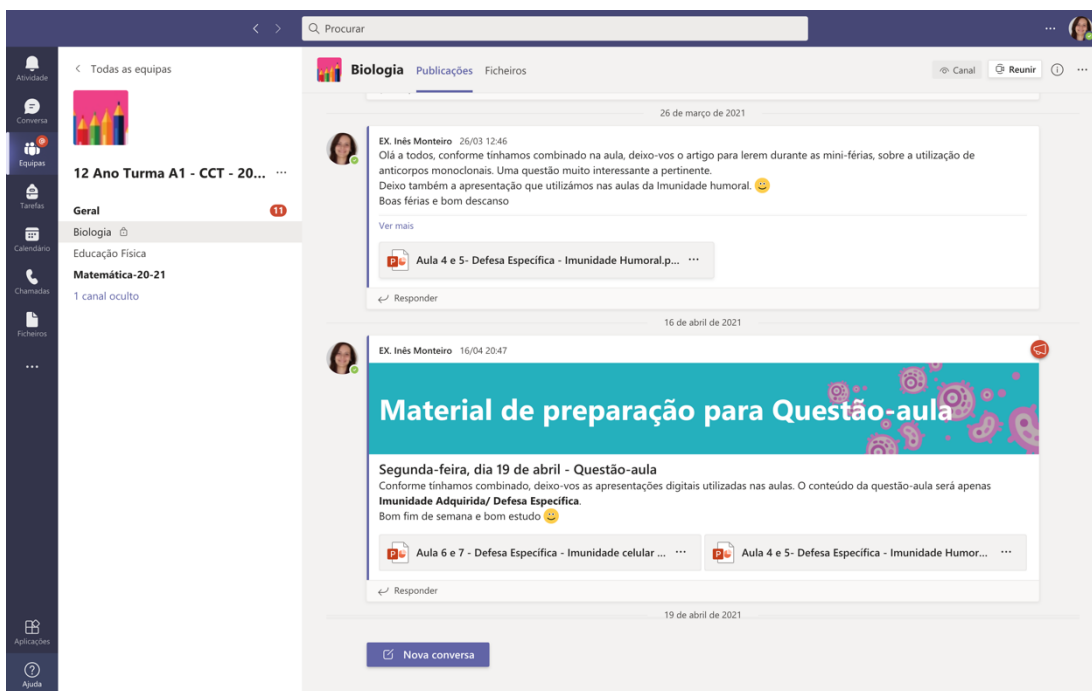 Procurar
Atividade
Conversa
Equipas
Tarefas
Calendário
Chamadas
Ficheiros
Aplicações
Ajuda
Todas as equipas
12 Ano Turma A1 - CCT - 20...
Geral
11
Biologia
Educação Física
Matemática-20-21
1 canal oculto
Biologia Publicações Ficheiros
Canal Reunir
26 de março de 2021
EX. Inês Monteiro 26/03 12:46
Olá a todos, conforme tínhamos combinado na aula, deixo-vos o artigo para lerem durante as mini-férias, sobre a utilização de
anticorpos monoclonais. Uma questão muito interessante a pertinente.
Deixo também a apresentação que utilizámos nas aulas da Imunidade humoral.
Boas férias e bom descanso
Ver mais
Aula 4 e 5- Defesa Específica - Imunidade Humoral.p...
Responder
16 de abril de 2021
EX. Inês Monteiro 16/04 20:47
Material de preparação para Questão-aula
Segunda-feira, dia 19 de abril - Questão-aula
Conforme tínhamos combinado, deixo-vos as apresentações digitais utilizadas nas aulas. O conteúdo da questão-aula será apenas
Imunidade Adquirida/ Defesa Específica.
Bom fim de semana e bom estudo
Aula 6 e 7 - Defesa Específica - Imunidade celular ...
Aula 4 e 5- Defesa Específica - Imunidade Humor...
Responder
19 de abril de 2021
Nova conversa